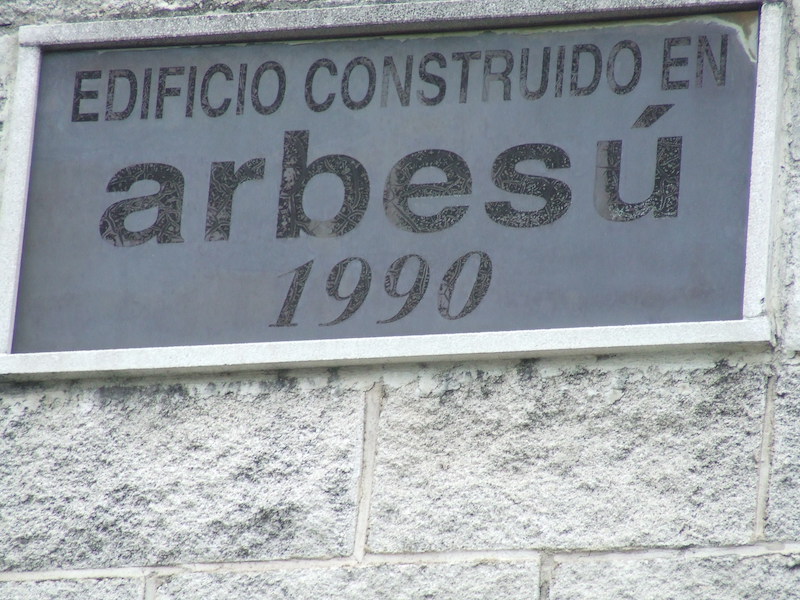 EDIFICIO CONSTRUIDO EN
arbesú
1990